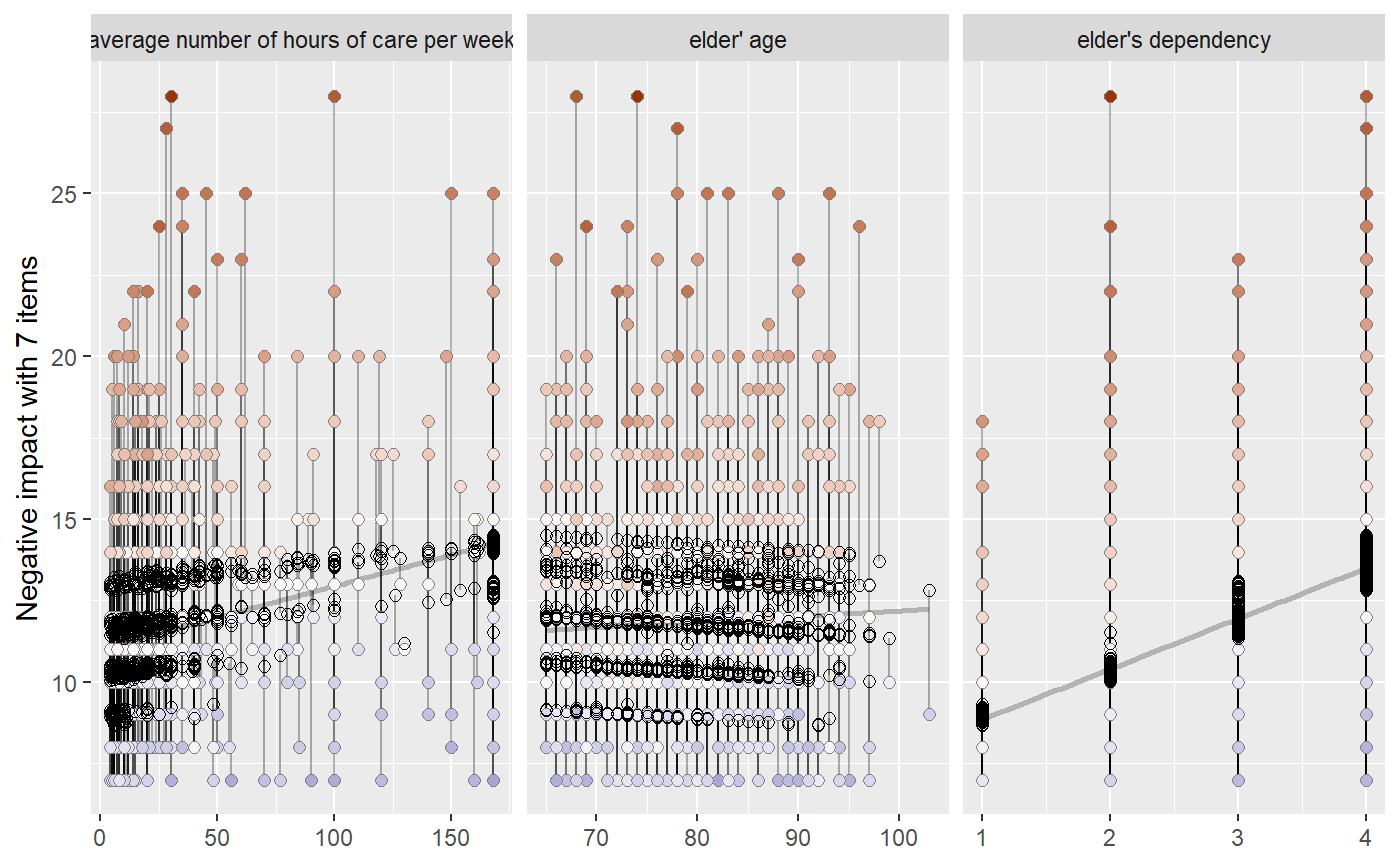 average number of hours of care per week
elder' age
elder's dependency
Negative impact with 7 items
25
20
15
10
0 50 100 150
70 80 90 100
1 2 3 4